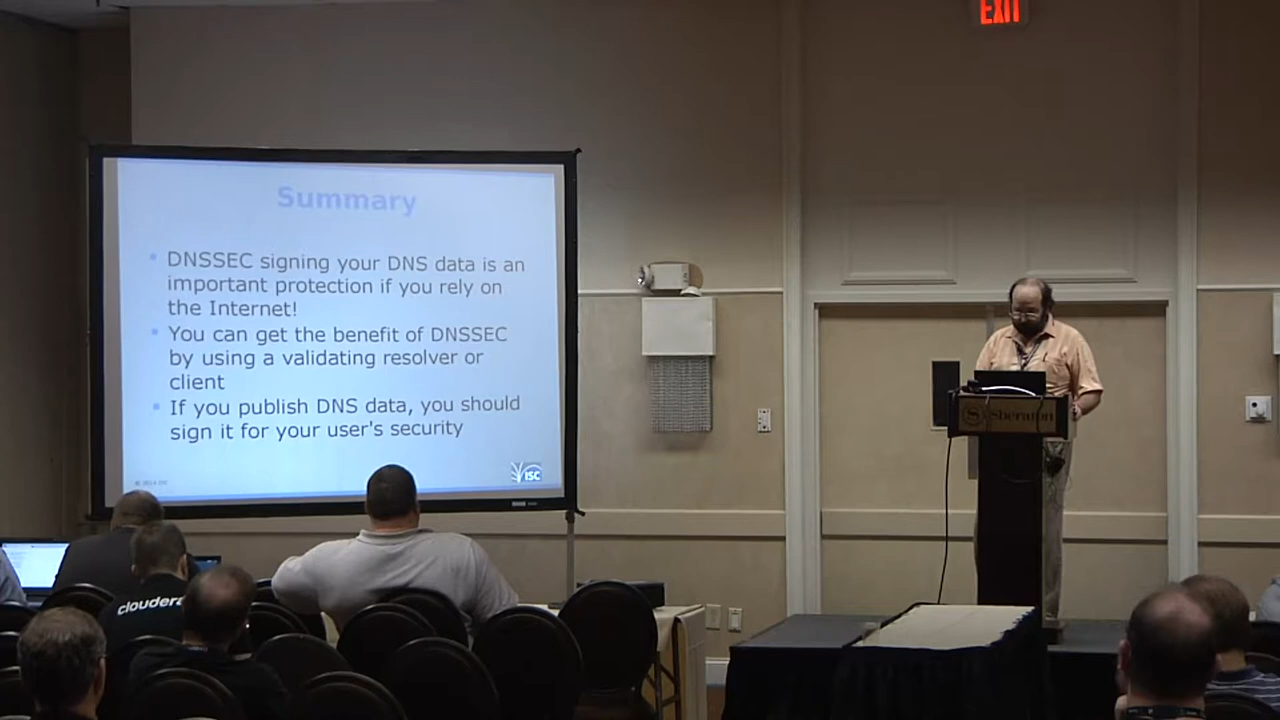 EXIT
Summary
DNSSEC signing your DNS data is an
important protection if you rely on
the Internet!
You can get the benefit of DNSSEC
by using a validating resolver or
client
If you publish DNS data, you should
sign it for your user's security
© 2014 ISC
ISC
Sheraton
cloudera